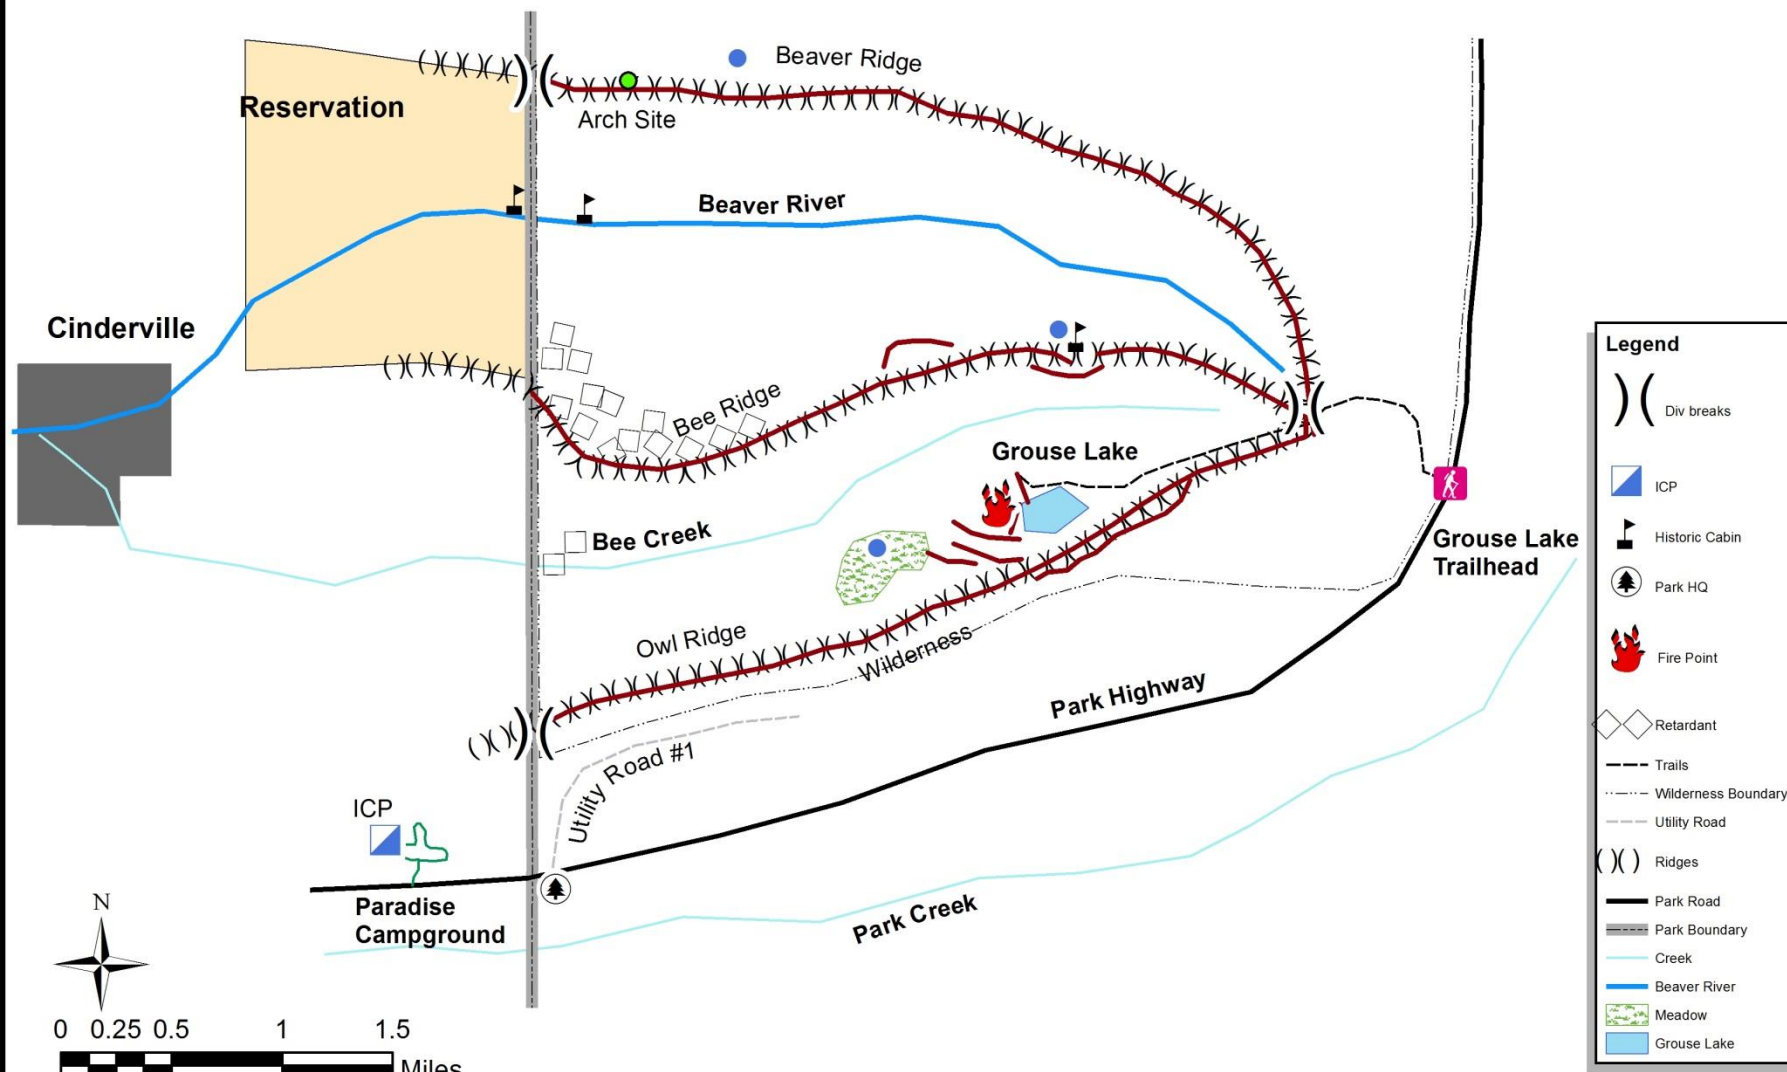 Beaver Ridge
Reservation
Arch Site
Beaver River
Cinderville
Bee Ridge
Grouse Lake
Bee Creek
Grouse Lake
Trailhead
Owl Ridge
Wilderness
Park Highway
Utility Road #1
ICP
Paradise
Campground
Park Creek
N
0 0.25 0.5 1 1.5
Miles
Legend
Div breaks
ICP
Historic Cabin
Park HQ
Fire Point
Retardant
Trails
Wilderness Boundary
Utility Road
Ridges
Park Road
Park Boundary
Creek
Beaver River
Meadow
Grouse Lake